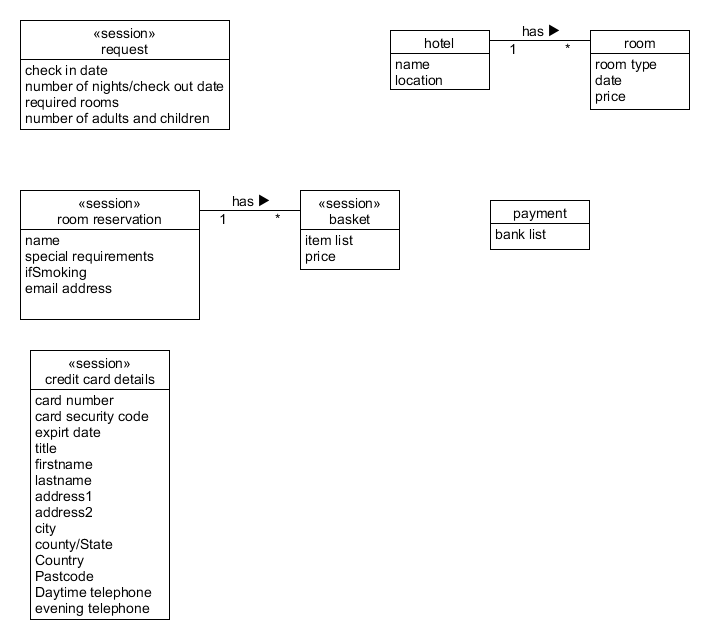 «session»
request
check in date
number of nights/check out date
required rooms
number of adults and children
hotel
name
location
has ▶
1
*
room
room type
date
price
«session»
room reservation
name
special requirements
ifSmoking
email address
has ▶
1
*
«session»
basket
item list
price
payment
bank list
«session»
credit card details
card number
card security code
expirt date
title
firstname
lastname
address1
address2
city
county/State
Country
Pastcode
Daytime telephone
evening telephone